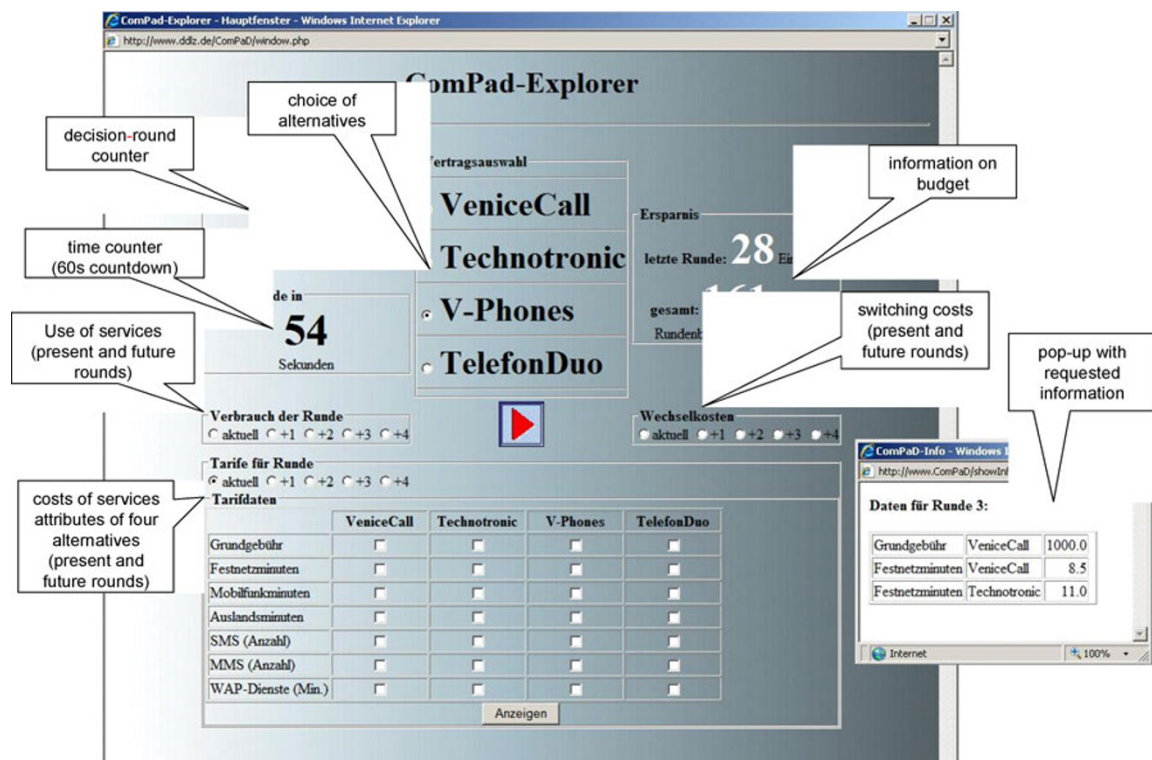 ComPad-Explorer - Hauptfenster - Windows Internet Explorer
http://www.ddlz.de/ComPaD/window.php
ComPad-Explorer
choice of
alternatives
decision-round
counter
information on
budget
Vertragsauswahl
VeniceCall
Technotronic
V-Phones
TelefonDuo
Ersparnis
letzte Runde: 28
gesamt: 161
time counter
(60s countdown)
de in
54
Sekunden
switching costs
(present and
future rounds)
Use of services
(present and future
rounds)
pop-up with
requested
information
Verbrauch der Runde
aktuell +1 +2 +3 +4
Wechselkosten
aktuell +1 +2 +3 +4
Tarife für Runde
aktuell +1 +2 +3 +4
costs of services
attributes of four
alternatives
(present and
future rounds)
Tarifdaten
VeniceCall Technotronic V-Phones TelefonDuo
Grundgebühr
Festnetzminuten
Mobilfunkminuten
Auslandsminuten
SMS (Anzahl)
MMS (Anzahl)
WAP-Dienste (Min.)
Anzeigen
ComPaD-Info - Windows I
http://www.ComPaD/showInf
Daten für Runde 3:
Grundgebühr VeniceCall 1000.0
Festnetzminuten VeniceCall 8.5
Festnetzminuten Technotronic 11.0
Internet 100%